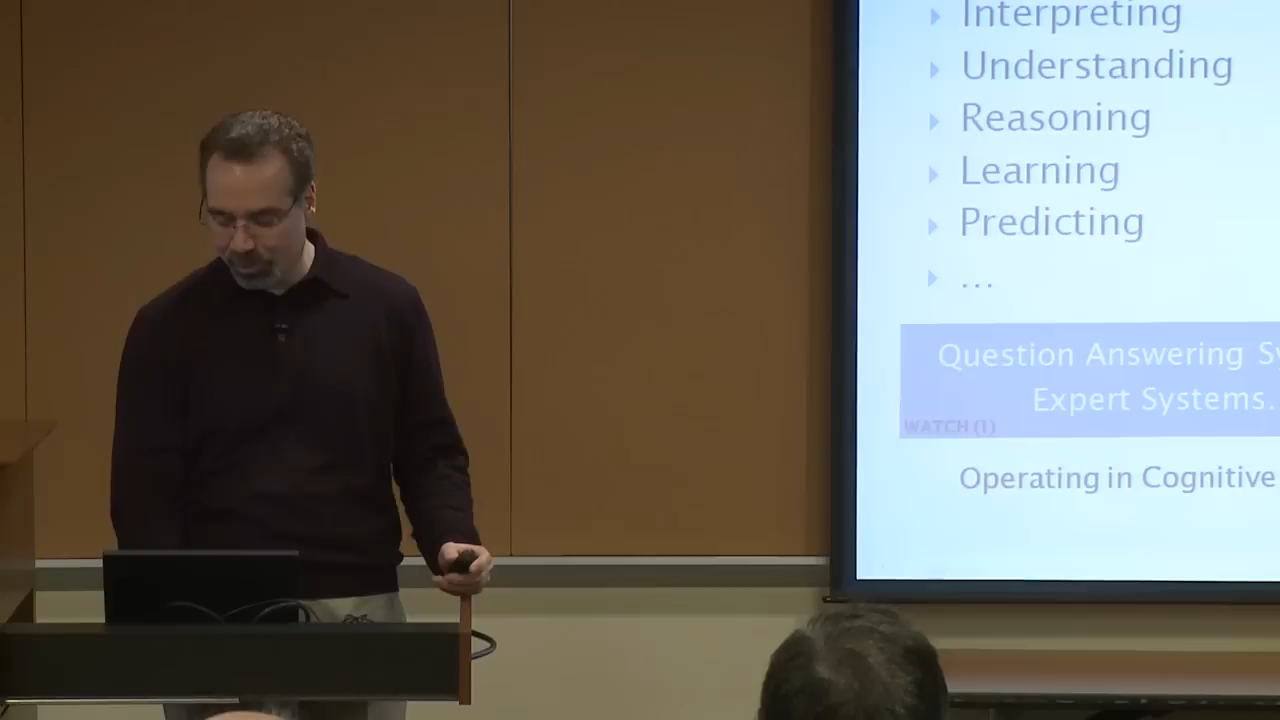 Interpreting
Understanding
Reasoning
Learning
Predicting
...
Question Answering
Expert Systems.
WATCH (1)
Operating in Cognitive